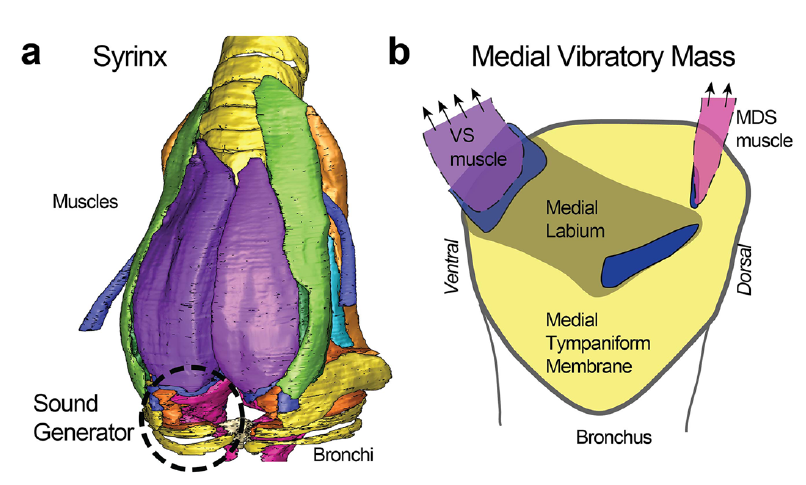 a
Syrinx
Muscles
Sound
Generator
Bronchi
b
Medial Vibratory Mass
VS
muscle
MDS
muscle
Medial
Labium
Ventral
Dorsal
Medial
Tympaniform
Membrane
Bronchus